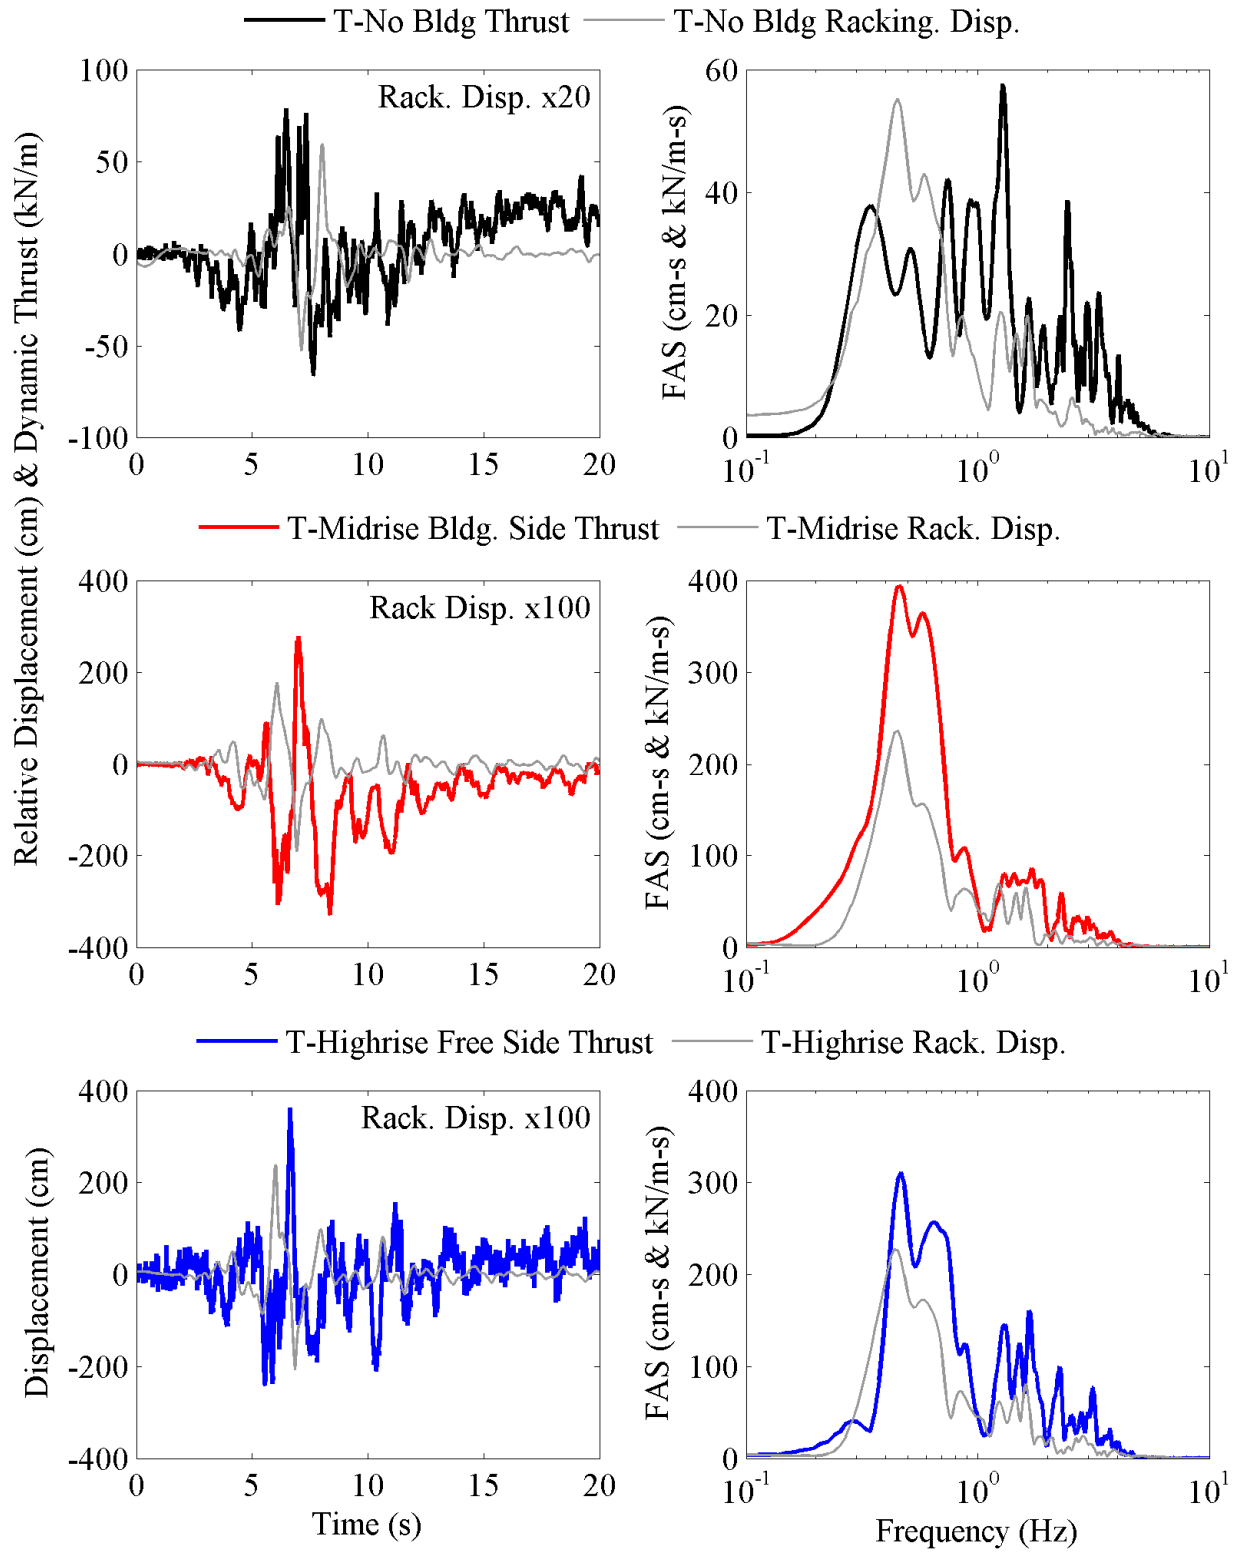 T-No Bldg Thrust T-No Bldg Racking. Disp.
Relative Displacement (cm) & Dynamic Thrust (kN/m)
100
50
0
-50
-100
Rack. Disp. x20
0 5 10 15 20
FAS (cm-s & kN/m-s)
60
40
20
0
10^-1 10^0 10^1
T-Midrise Bldg. Side Thrust T-Midrise Rack. Disp.
400
200
0
-200
-400
Rack Disp. x100
0 5 10 15 20
FAS (cm-s & kN/m-s)
400
300
200
100
0
10^-1 10^0 10^1
T-Highrise Free Side Thrust T-Highrise Rack. Disp.
Displacement (cm)
400
200
0
-200
-400
Rack. Disp. x100
0 5 10 15 20
Time (s)
FAS (cm-s & kN/m-s)
400
300
200
100
0
10^-1 10^0 10^1
Frequency (Hz)